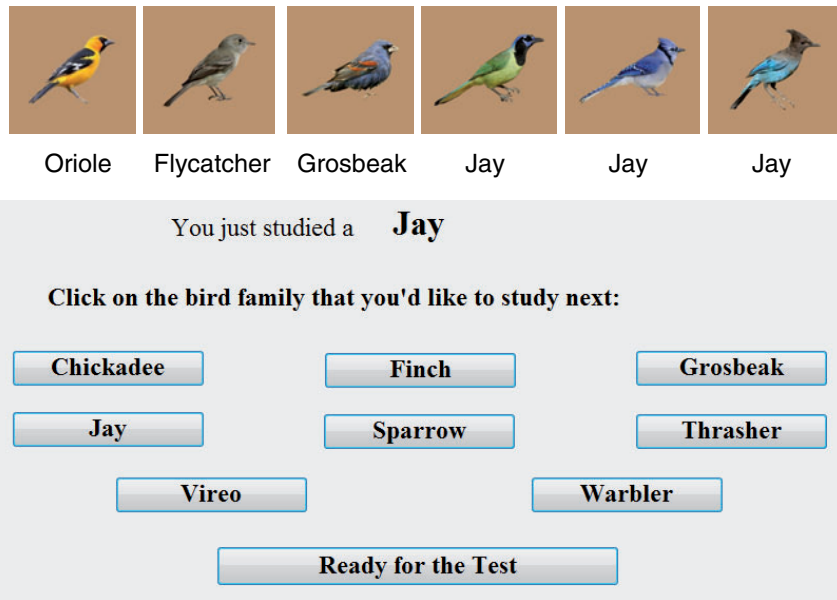 Oriole Flycatcher Grosbeak Jay Jay Jay
You just studied a Jay
Click on the bird family that you'd like to study next:
Chickadee Finch Grosbeak
Jay Sparrow Thrasher
Vireo Warbler
Ready for the Test